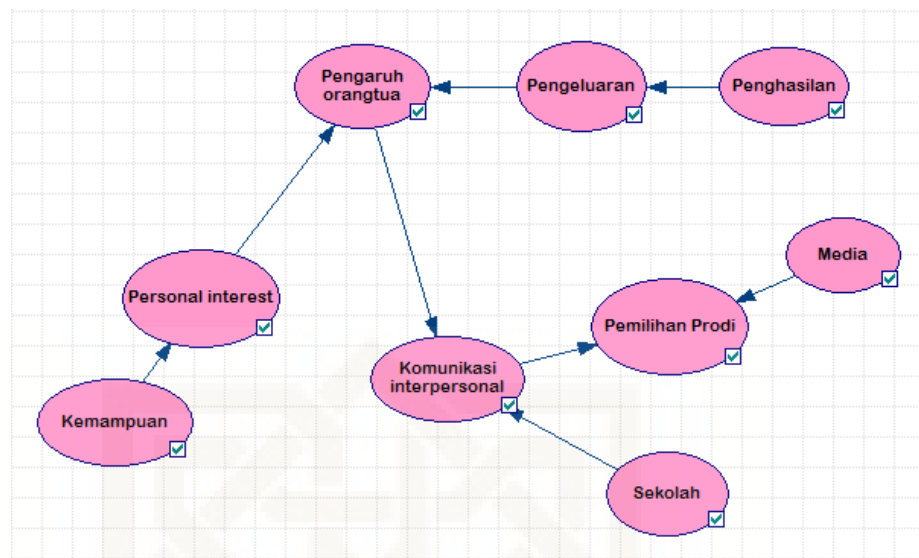 Pengaruh
orangtua
Pengeluaran
Penghasilan
Media
Personal interest
Pemilihan Prodi
Komunikasi
interpersonal
Kemampuan
Sekolah